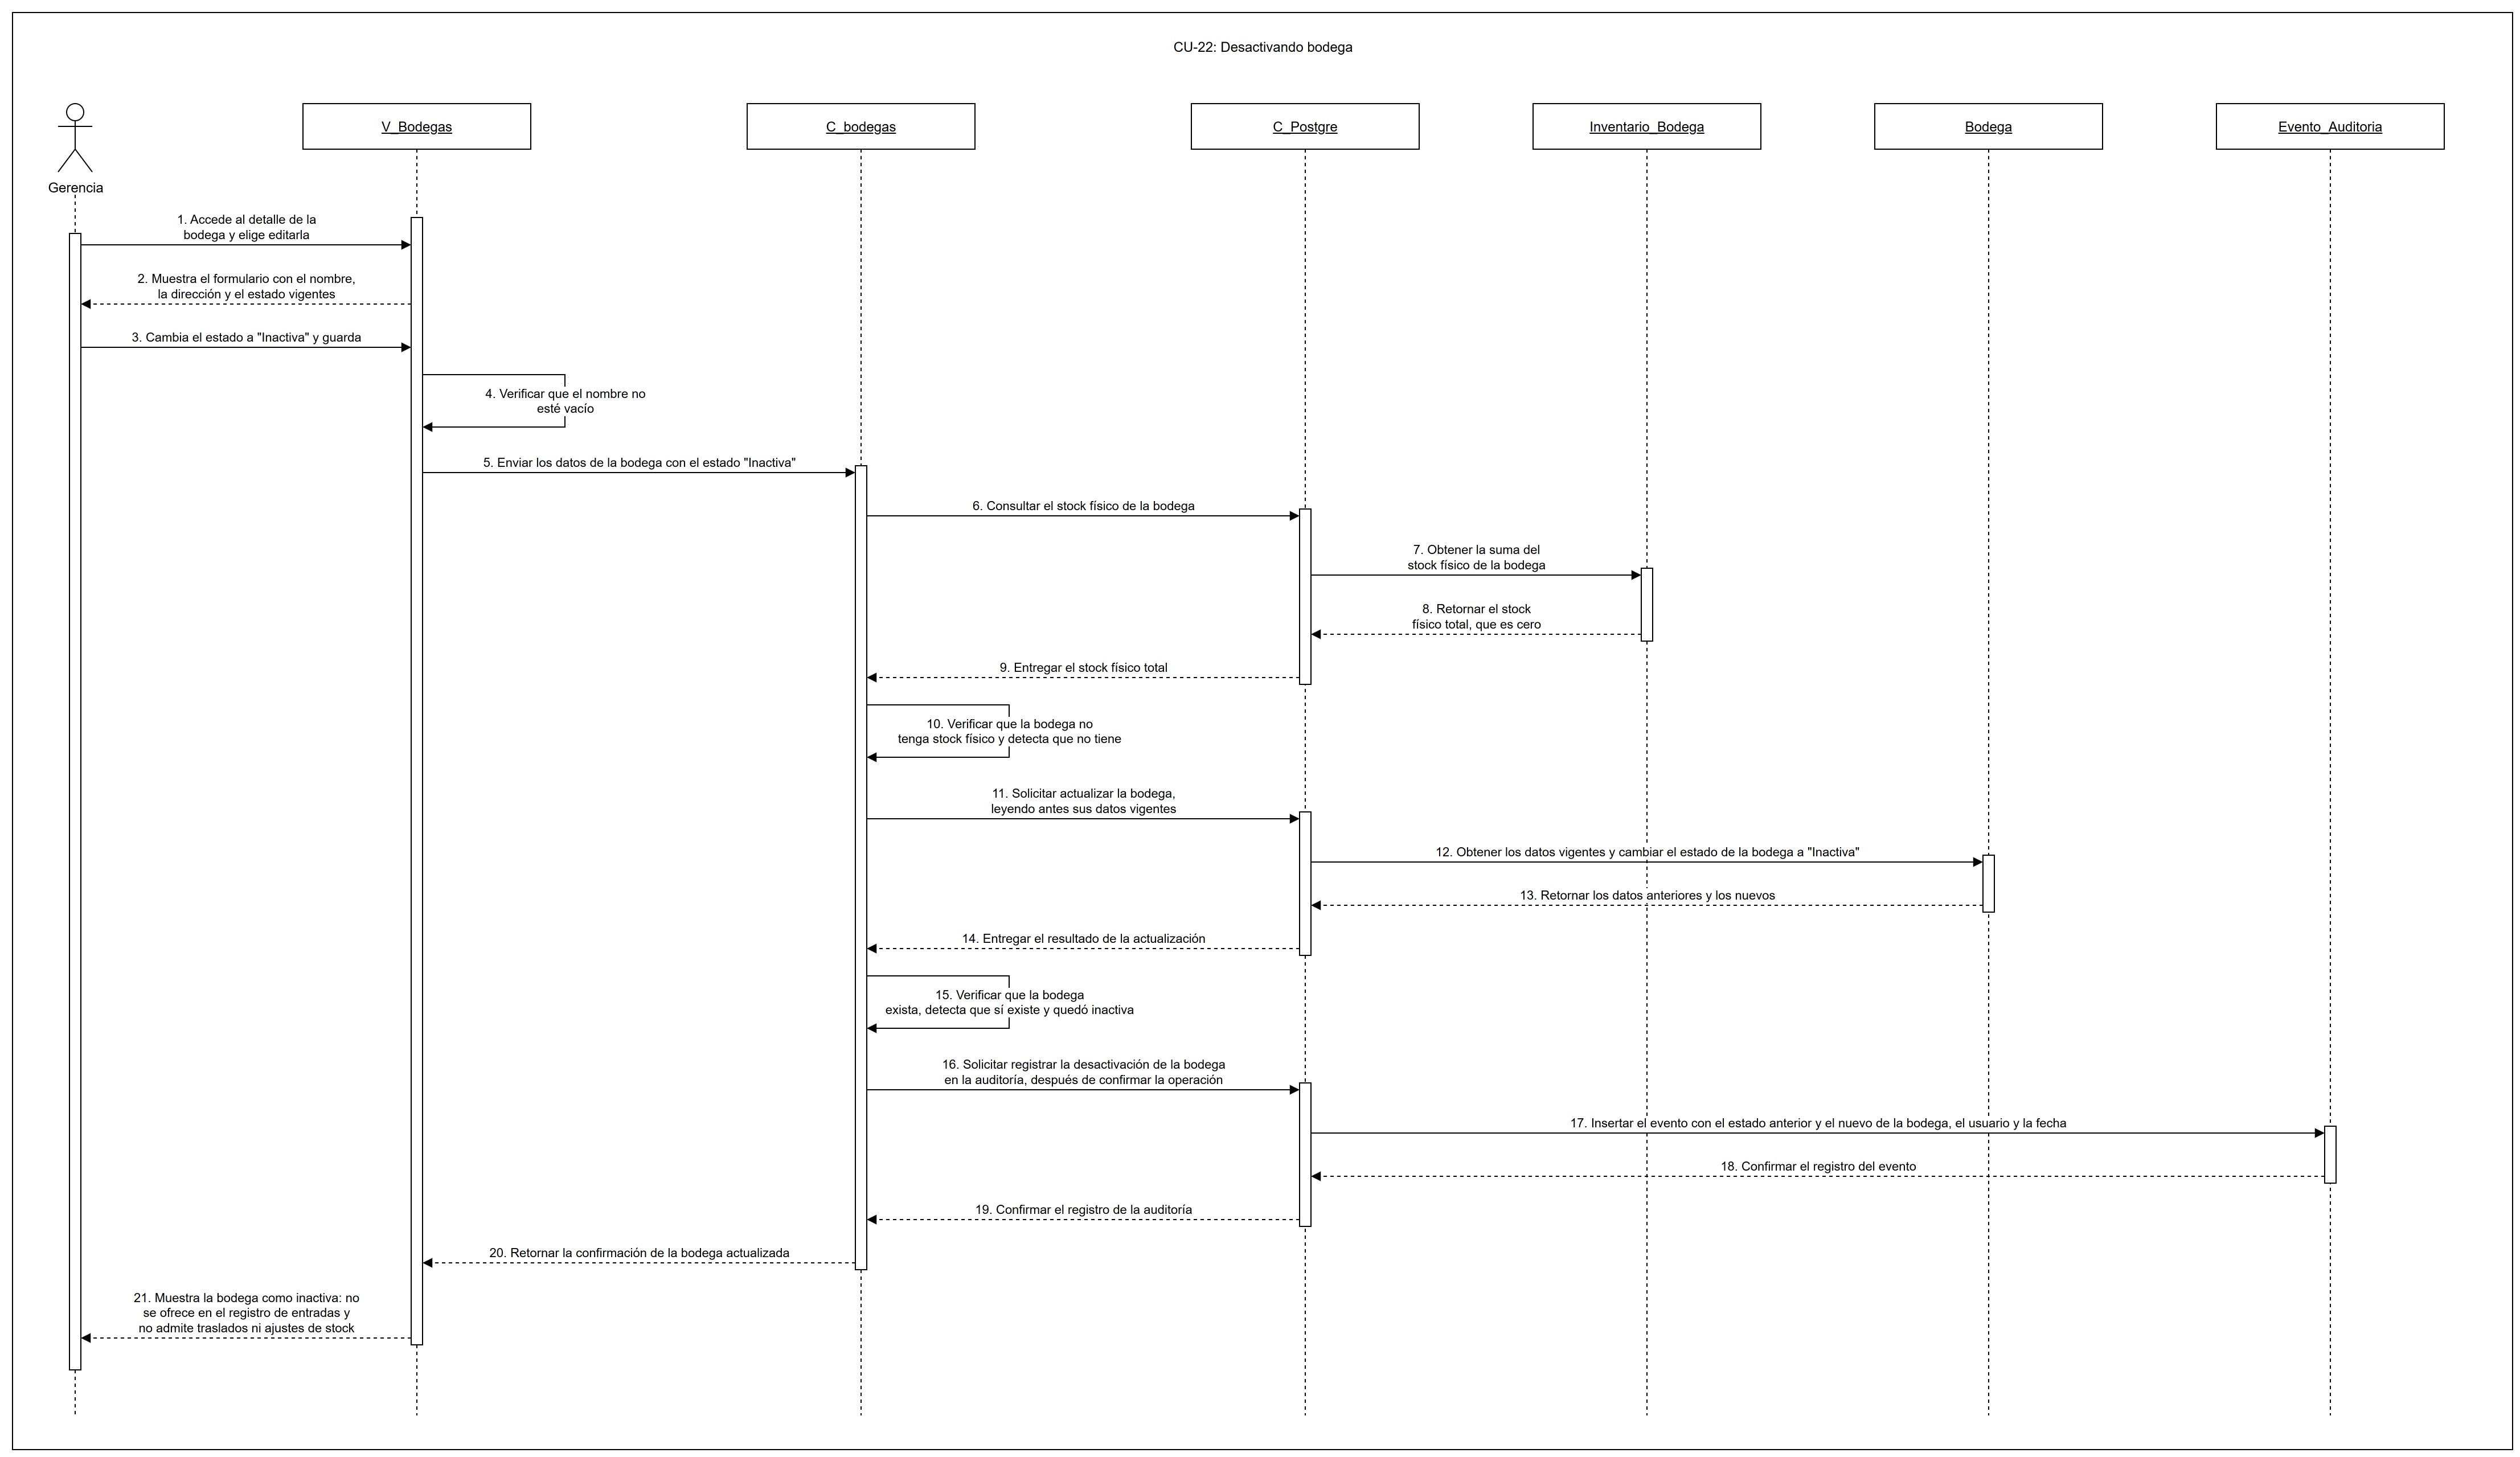 CU-22: Desactivando bodega
Gerencia
V_Bodegas
C_bodegas
C_Postgre
Inventario_Bodega
Bodega
Evento_Auditoria
1. Accede al detalle de la
bodega y elige editarla
2. Muestra el formulario con el nombre,
la dirección y el estado vigentes
3. Cambia el estado a "Inactiva" y guarda
4. Verificar que el nombre no
esté vacío
5. Enviar los datos de la bodega con el estado "Inactiva"
6. Consultar el stock físico de la bodega
7. Obtener la suma del
stock físico de la bodega
8. Retornar el stock
físico total, que es cero
9. Entregar el stock físico total
10. Verificar que la bodega no
tenga stock físico y detecta que no tiene
11. Solicitar actualizar la bodega,
leyendo antes sus datos vigentes
12. Obtener los datos vigentes y cambiar el estado de la bodega a "Inactiva"
13. Retornar los datos anteriores y los nuevos
14. Entregar el resultado de la actualización
15. Verificar que la bodega
exista, detecta que sí existe y quedó inactiva
16. Solicitar registrar la desactivación de la bodega
en la auditoría, después de confirmar la operación
17. Insertar el evento con el estado anterior y el nuevo de la bodega, el usuario y la fecha
18. Confirmar el registro del evento
19. Confirmar el registro de la auditoría
20. Retornar la confirmación de la bodega actualizada
21. Muestra la bodega como inactiva: no
se ofrece en el registro de entradas y
no admite traslados ni ajustes de stock